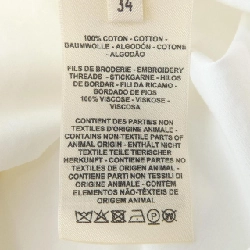 34
100% COTON - COTTON -
BAUMWOLLE - ALGODÓN - COTONE
- ALGODÃO
FILS DE BRODERIE - EMBROIDERY
THREADS - STICKGARNE - HILOS
DE BORDAR - FILI DA RICAMO -
BORDADO DE FIOS
100% VISCOSE - VISKOSE -
VISCOSA
CONTIENT DES PARTIES NON
TEXTILES D'ORIGINE ANIMALE -
CONTAINS NON-TEXTILE PARTS OF
ANIMAL ORIGIN - ENTHÄLT NICHT
TEXTILE TEILE TIERISCHER
HERKUNFT - CONTIENE PARTES NO
TEXTILES DE ORIGEN ANIMAL -
CONTIENE PARTI NON TESSILI DI
ORIGINE ANIMALE - CONTÉM
ELEMENTOS NÃO-TÊXTEIS DE
ORIGEM ANIMAL